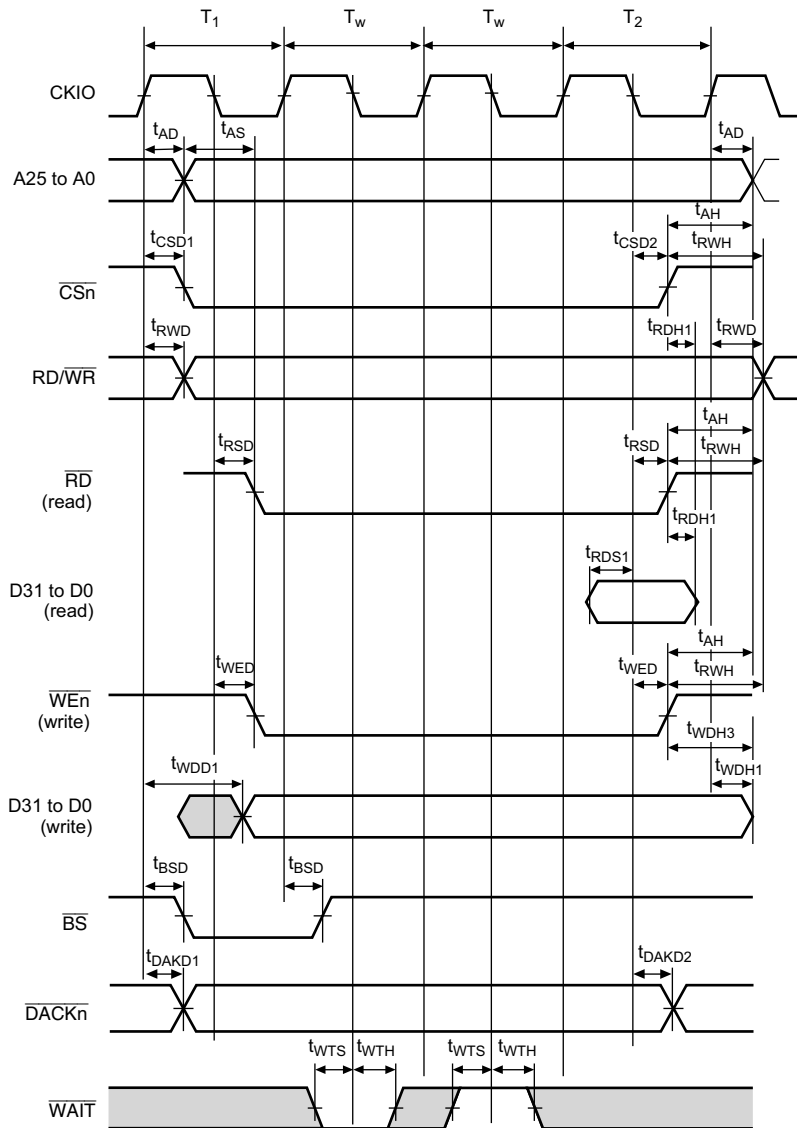 T1 Tw Tw T2
CKIO
tAD tAS tAD
A25 to A0
tAH
tCSD1 tCSD2 tRWH
CSn
tRWD tRDH1 tRWD
RD/WR
tAH
tRSD tRSD tRWH
RD
(read)
tRDH1
tRDS1
D31 to D0
(read)
tAH
tWED tWED tRWH
WEn
(write)
tWDH3
tWDD1 tWDH1
D31 to D0
(write)
tBSD tBSD
BS
tDAKD1 tDAKD2
DACKn
tWTS tWTH tWTS tWTH
WAIT